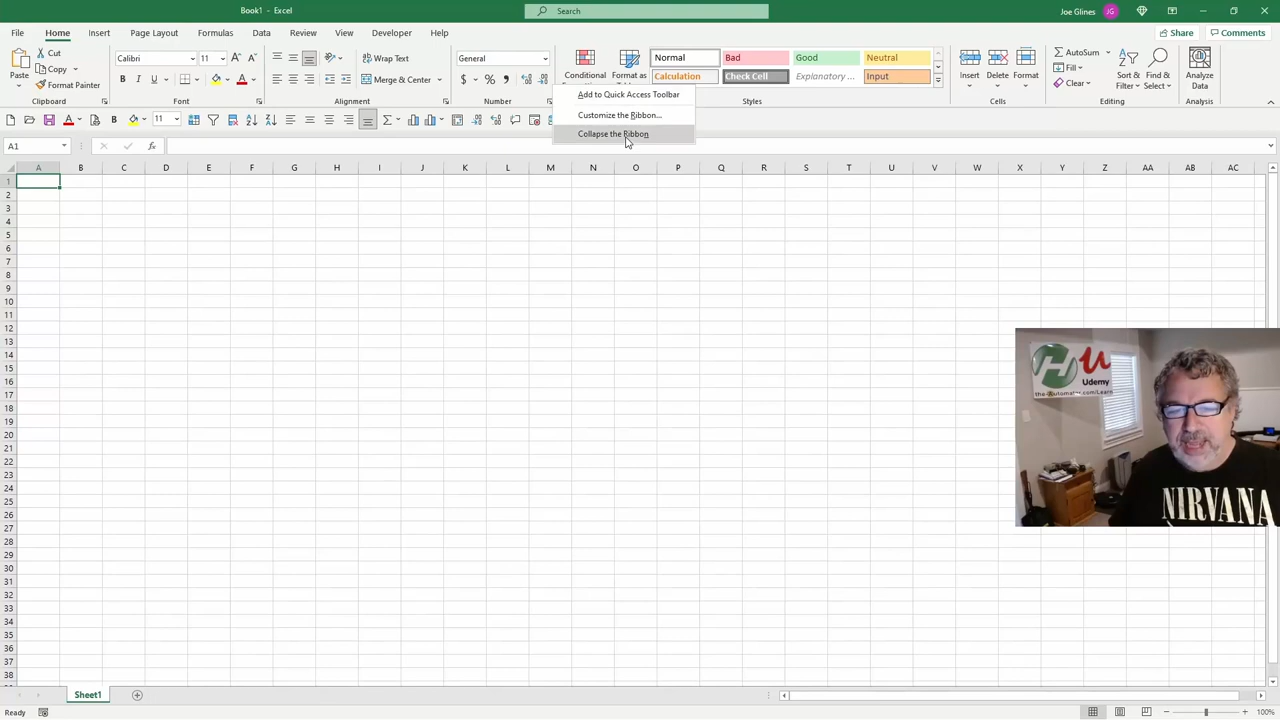 Book1 - Excel
Search
Joe Glines
JG
File
Home
Insert
Page Layout
Formulas
Data
Review
View
Developer
Help
Share
Comments
Paste
Cut
Copy
Format Painter
Clipboard
Calibri
11
B
I
U
Font
Wrap Text
Merge & Center
Alignment
General
$
%
Number
Conditional
Format as
Normal
Bad
Good
Neutral
Calculation
Check Cell
Explanatory ...
Input
Styles
Insert
Delete
Format
Cells
AutoSum
Fill
Clear
Sort &
Filter
Find &
Select
Editing
Analyze
Data
Analysis
Add to Quick Access Toolbar
Customize the Ribbon...
Collapse the Ribbon
11
A1
fx
A B C D E F G H I J K L M N O P Q R S T U V W X Y Z AA AB AC
1
2
3
4
5
6
7
8
9
10
11
12
13
14
15
16
17
18
19
20
21
22
23
24
25
26
27
28
29
30
31
32
33
34
35
36
37
38
Udemy
the-Automator.com/Learn
NIRVANA
Sheet1
Ready
100%